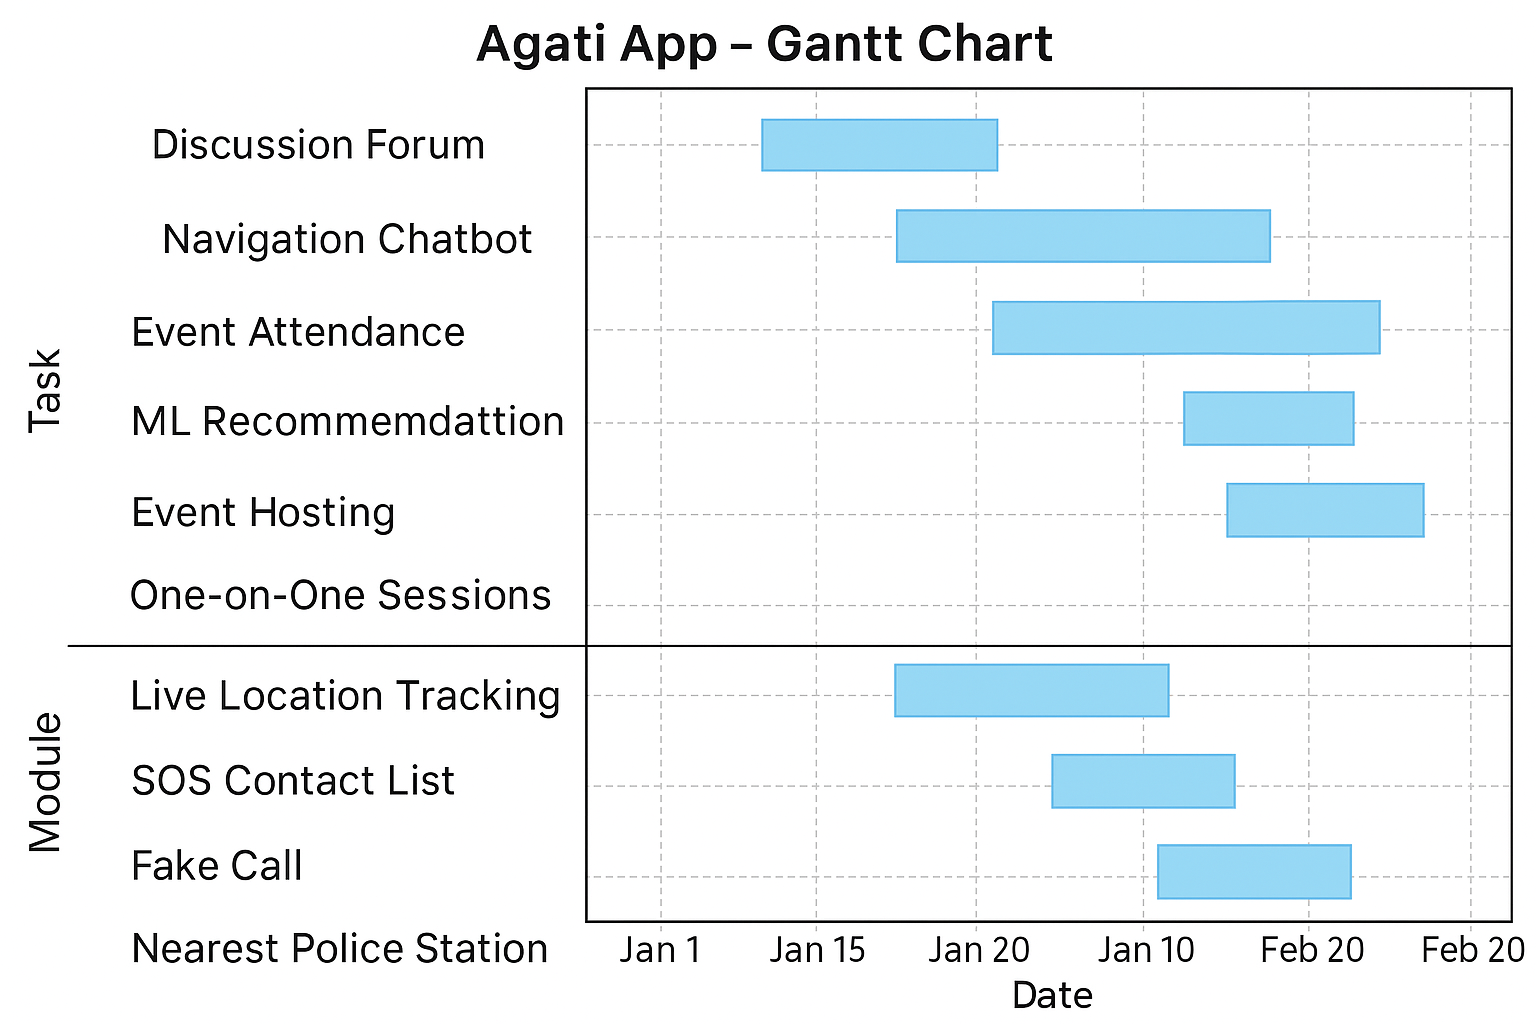 Agati App – Gantt Chart
Task
Discussion Forum
Navigation Chatbot
Event Attendance
ML Recommemdattion
Event Hosting
One-on-One Sessions
Module
Live Location Tracking
SOS Contact List
Fake Call
Nearest Police Station
Jan 1 Jan 15 Jan 20 Jan 10 Feb 20 Feb 20
Date